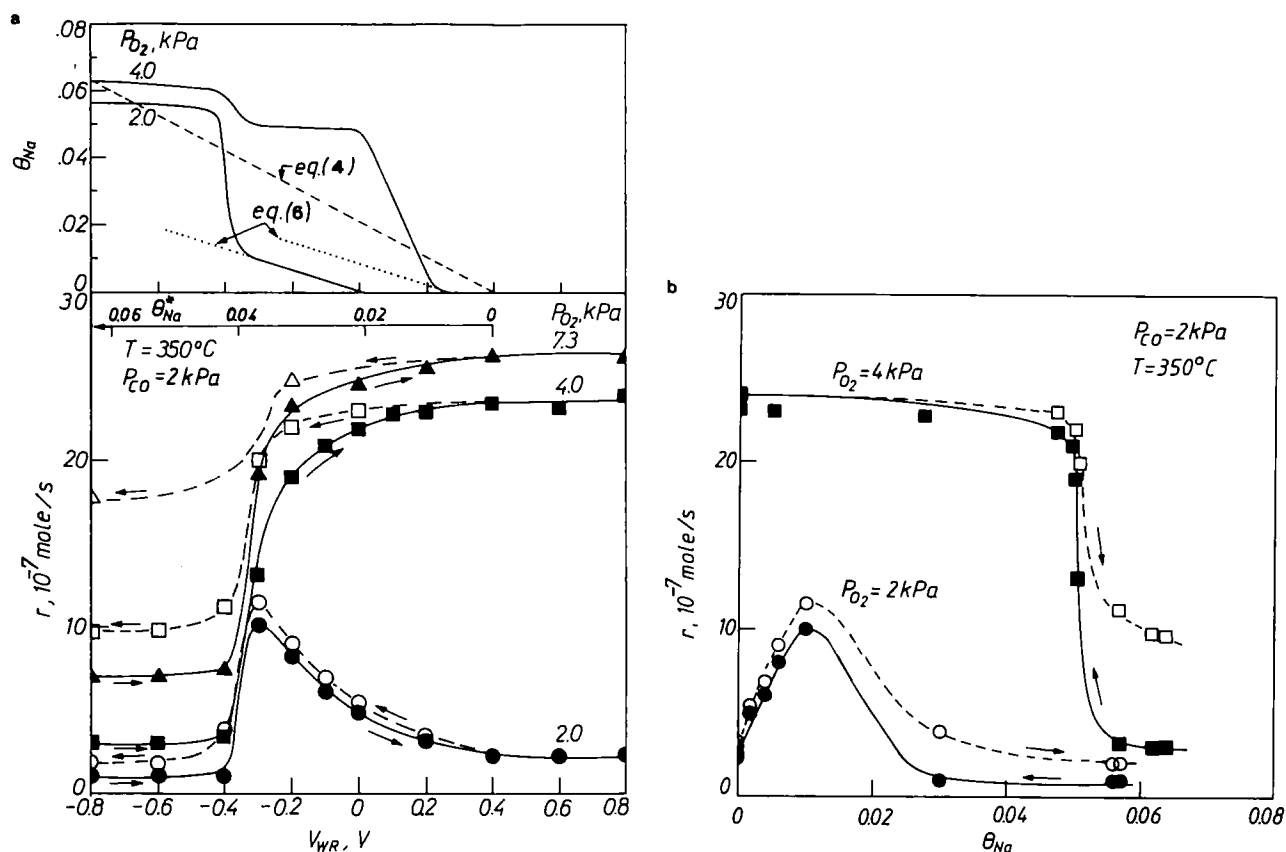 a
.08
P_O2, kPa
4.0
.06
2.0
.04
eq.(4)
.02
eq.(6)
0
θ_Na
30
20
10
0
r, 10^-7 mole/s
θ*_Na
0.06 0.04 0.02 0
T=350°C
P_CO=2kPa
P_O2, kPa
7.3
4.0
2.0
-0.8 -0.6 -0.4 -0.2 0 0.2 0.4 0.6 0.8
V_WR, V
b
30
20
10
0
r, 10^-7 mole/s
P_CO=2kPa
T=350°C
P_O2=4kPa
P_O2=2kPa
0 0.02 0.04 0.06 0.08
θ_Na